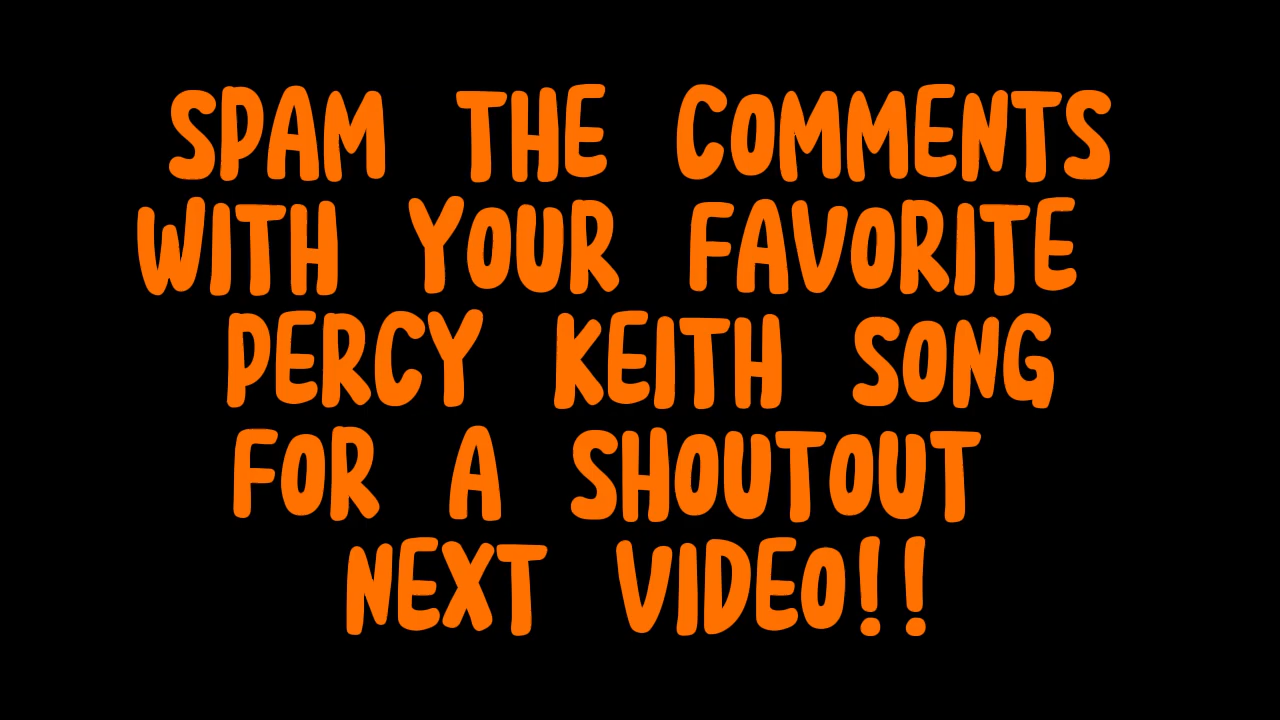 SPAM THE COMMENTS
WITH YOUR FAVORITE
PERCY KEITH SONG
FOR A SHOUTOUT
NEXT VIDEO!!